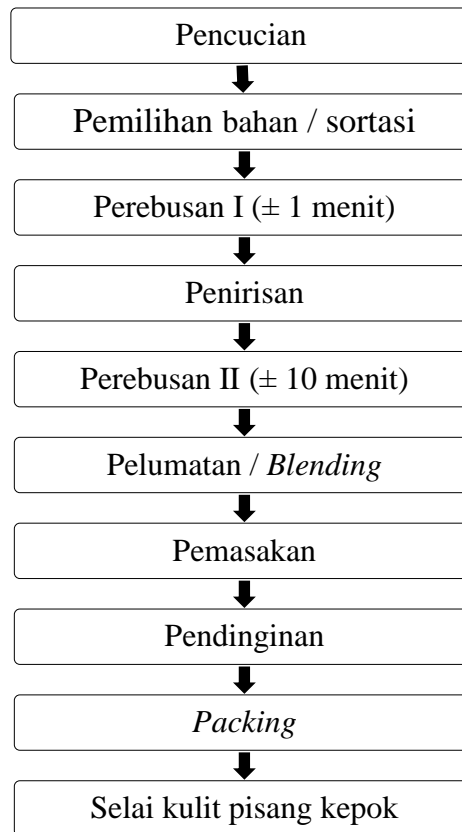 Pencucian
Pemilihan bahan / sortasi
Perebusan I (± 1 menit)
Penirisan
Perebusan II (± 10 menit)
Pelumatan / Blending
Pemasakan
Pendinginan
Packing
Selai kulit pisang kepok